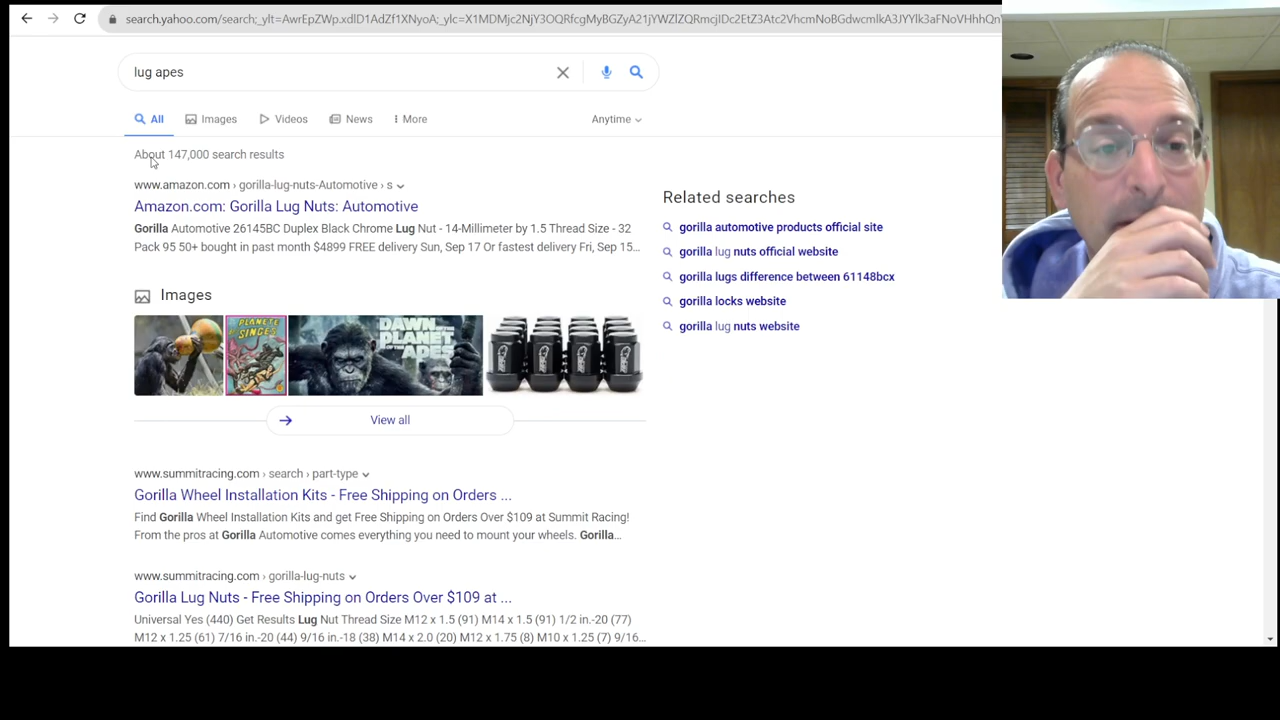 search.yahoo.com/search;_ylt=AwrEpZWp.xdlD1AdZf1XNyoA;_ylc=X1MDMjc2NjY3OQRfcgMyBGZyA21jYWZlZQRmcjIDc2EtZ3Atc2VhcmNoBGdwcmlkA3JYYlk3aFNoVHhhQn
lug apes
All Images Videos News More Anytime
About 147,000 search results
www.amazon.com › gorilla-lug-nuts-Automotive › s
Amazon.com: Gorilla Lug Nuts: Automotive
Gorilla Automotive 26145BC Duplex Black Chrome Lug Nut - 14-Millimeter by 1.5 Thread Size - 32
Pack 95 50+ bought in past month $4899 FREE delivery Sun, Sep 17 Or fastest delivery Fri, Sep 15...
Images
PLANETE
SINGES
DAWN OF THE
PLANET
OF THE
APES
View all
www.summitracing.com › search › part-type
Gorilla Wheel Installation Kits - Free Shipping on Orders ...
Find Gorilla Wheel Installation Kits and get Free Shipping on Orders Over $109 at Summit Racing!
From the pros at Gorilla Automotive comes everything you need to mount your wheels. Gorilla...
www.summitracing.com › gorilla-lug-nuts
Gorilla Lug Nuts - Free Shipping on Orders Over $109 at ...
Universal Yes (440) Get Results Lug Nut Thread Size M12 x 1.5 (91) M14 x 1.5 (91) 1/2 in.-20 (77)
M12 x 1.25 (61) 7/16 in.-20 (44) 9/16 in.-18 (38) M14 x 2.0 (20) M12 x 1.75 (8) M10 x 1.25 (7) 9/16...
Related searches
gorilla automotive products official site
gorilla lug nuts official website
gorilla lugs difference between 61148bcx
gorilla locks website
gorilla lug nuts website